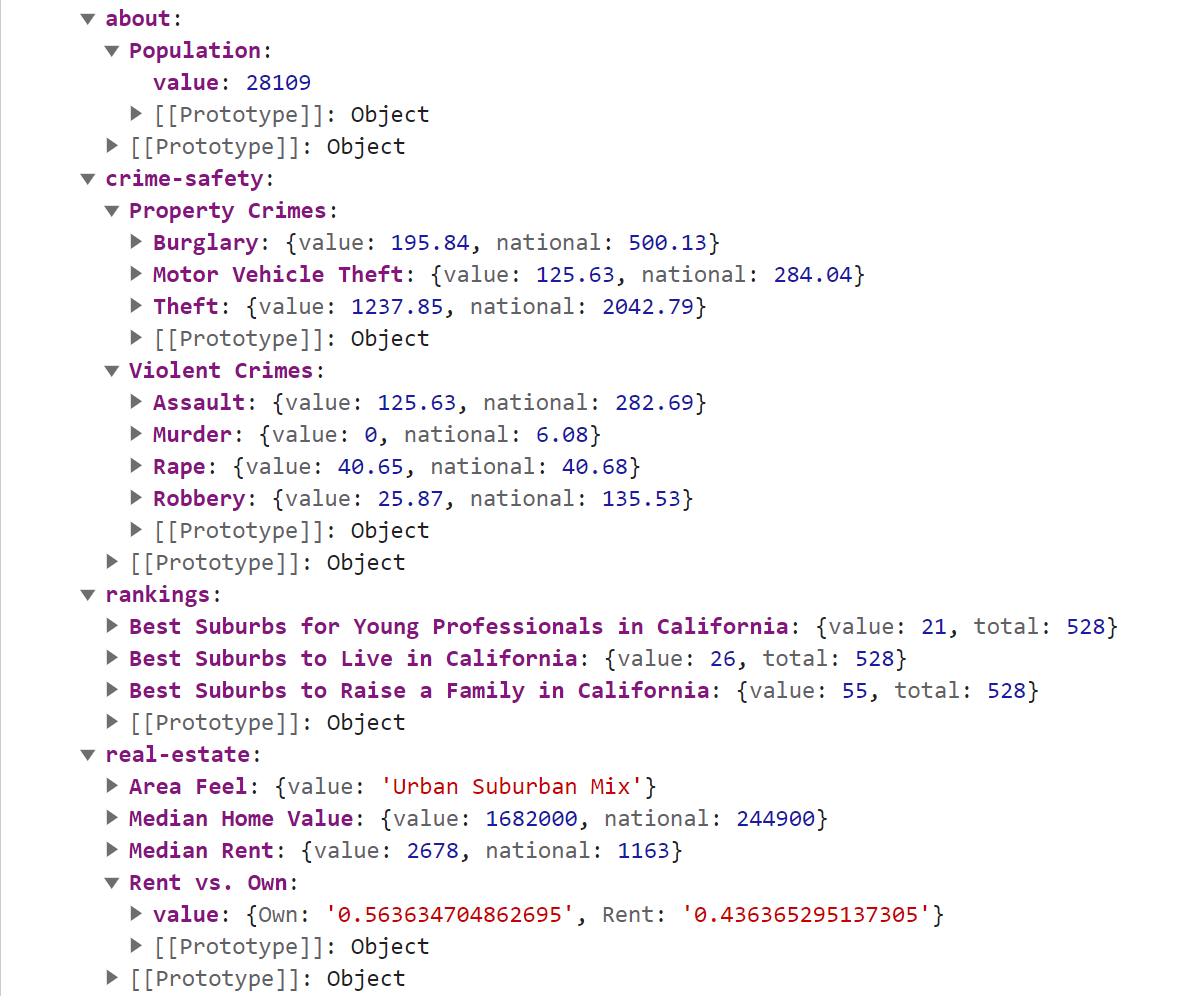 ▼ about:
▼ Population:
value: 28109
▶ [[Prototype]]: Object
▶ [[Prototype]]: Object
▼ crime-safety:
▼ Property Crimes:
▶ Burglary: {value: 195.84, national: 500.13}
▶ Motor Vehicle Theft: {value: 125.63, national: 284.04}
▶ Theft: {value: 1237.85, national: 2042.79}
▶ [[Prototype]]: Object
▼ Violent Crimes:
▶ Assault: {value: 125.63, national: 282.69}
▶ Murder: {value: 0, national: 6.08}
▶ Rape: {value: 40.65, national: 40.68}
▶ Robbery: {value: 25.87, national: 135.53}
▶ [[Prototype]]: Object
▶ [[Prototype]]: Object
▼ rankings:
▶ Best Suburbs for Young Professionals in California: {value: 21, total: 528}
▶ Best Suburbs to Live in California: {value: 26, total: 528}
▶ Best Suburbs to Raise a Family in California: {value: 55, total: 528}
▶ [[Prototype]]: Object
▼ real-estate:
▶ Area Feel: {value: 'Urban Suburban Mix'}
▶ Median Home Value: {value: 1682000, national: 244900}
▶ Median Rent: {value: 2678, national: 1163}
▼ Rent vs. Own:
▶ value: {Own: '0.563634704862695', Rent: '0.436365295137305'}
▶ [[Prototype]]: Object
▶ [[Prototype]]: Object